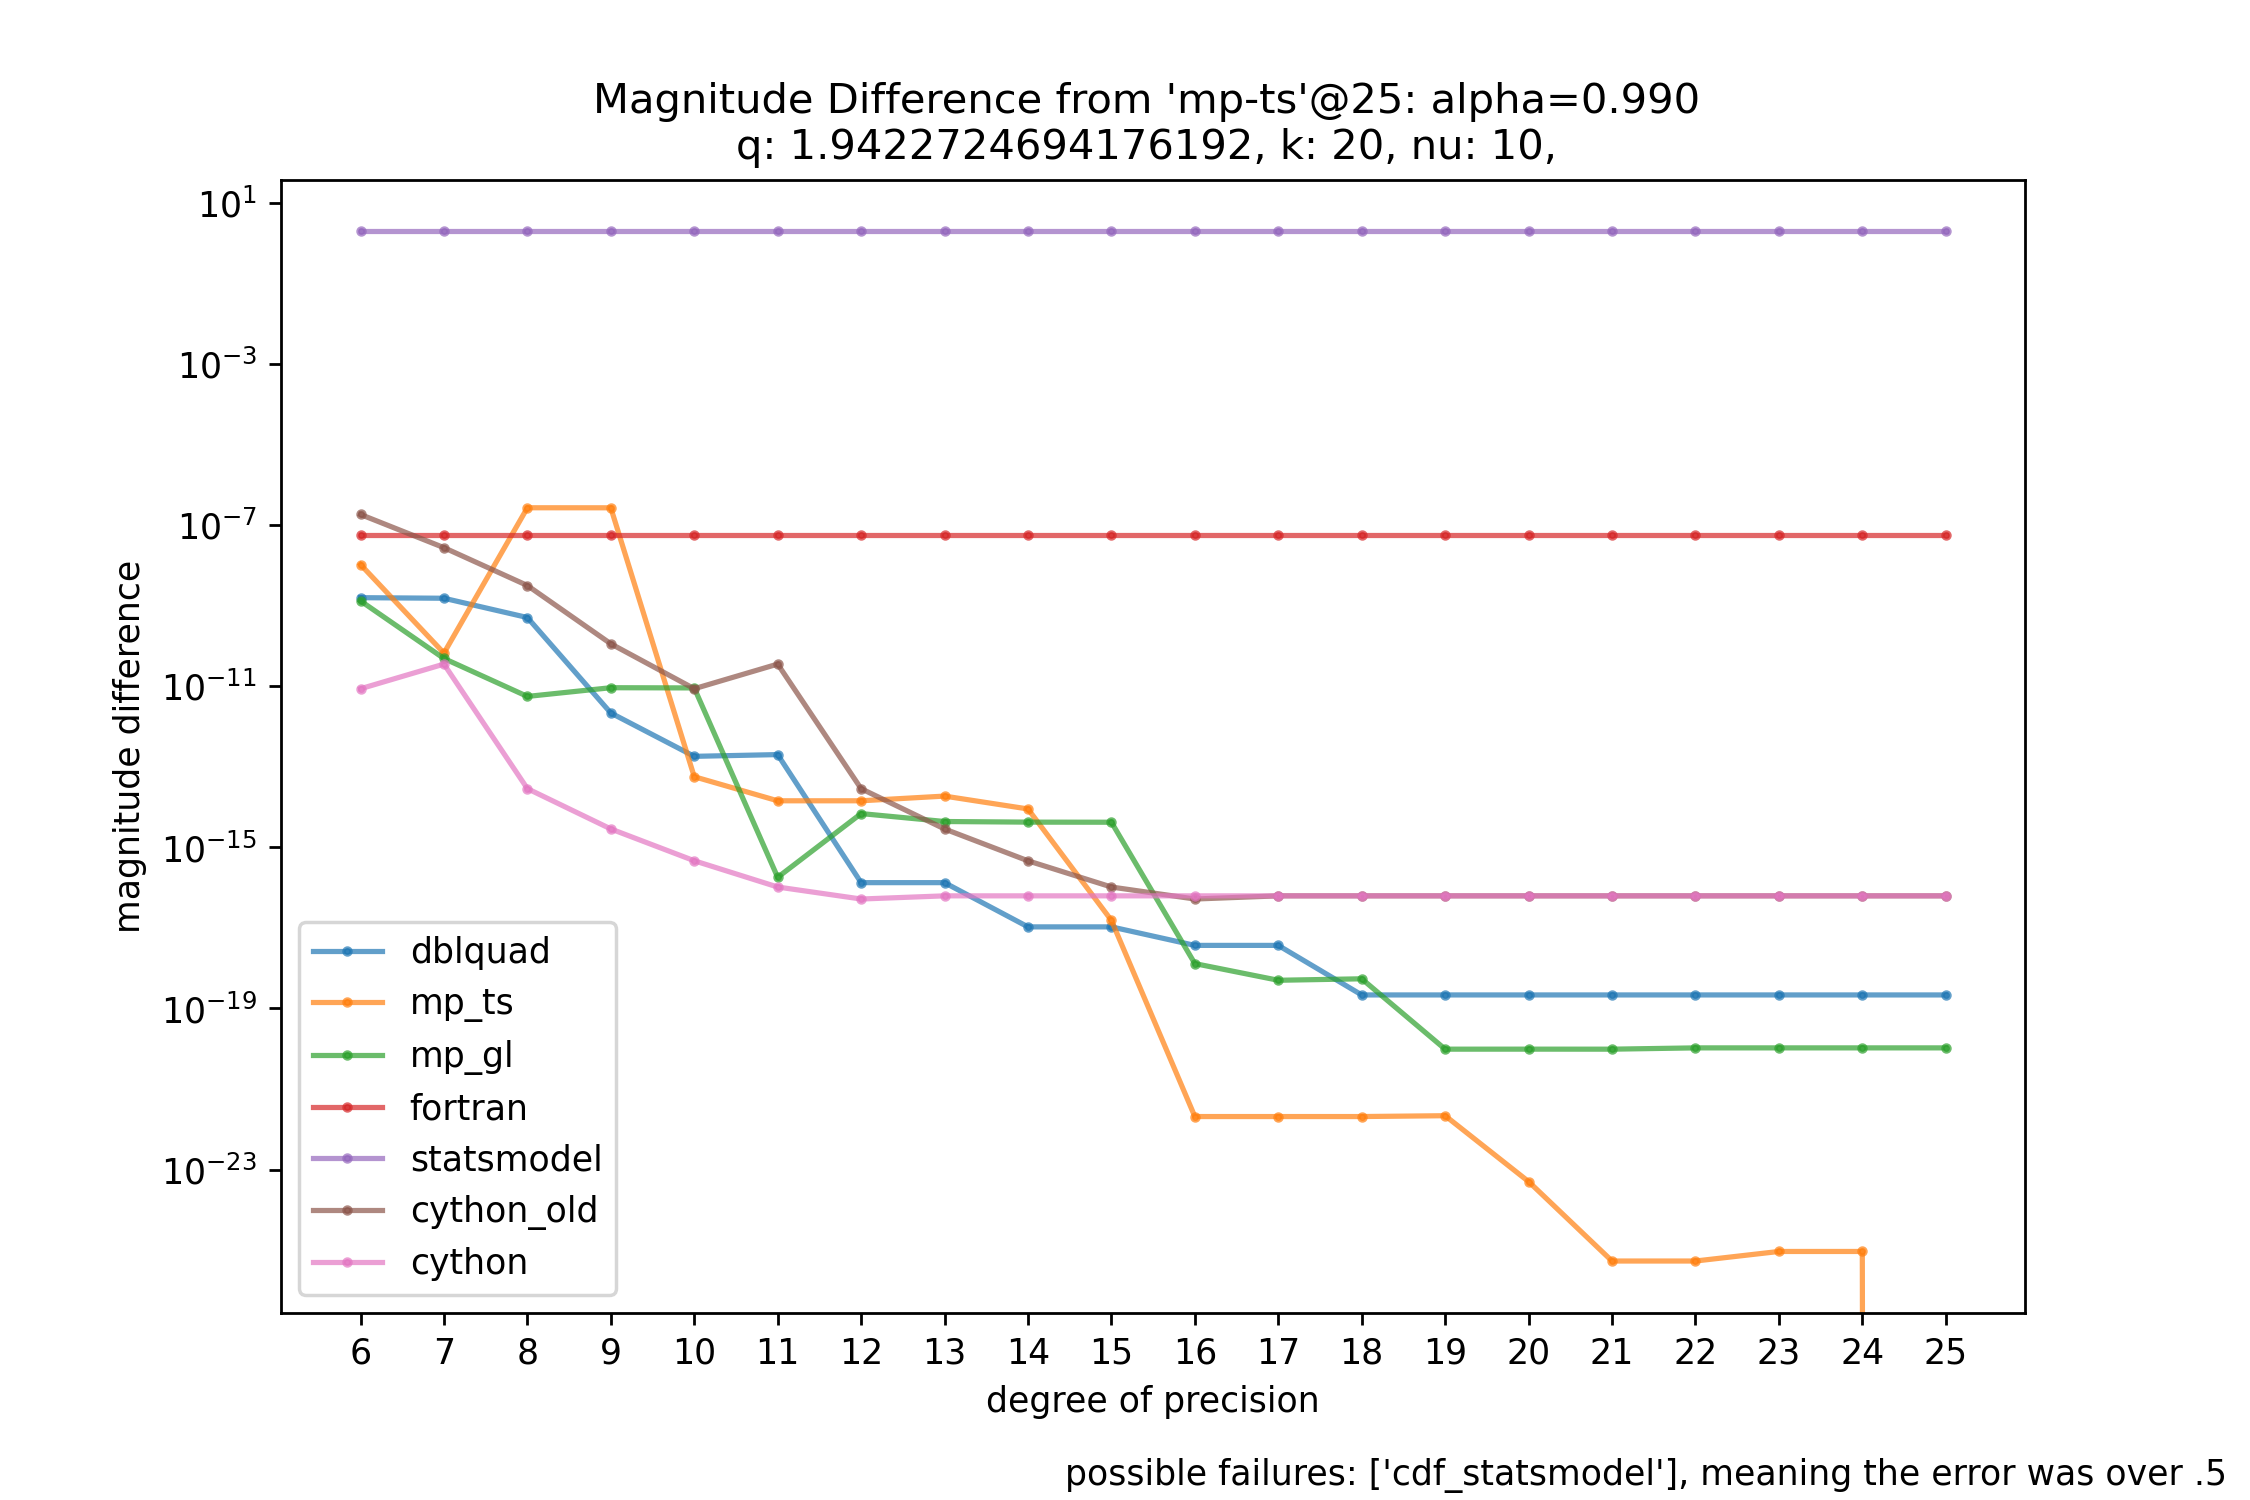 Magnitude Difference from 'mp-ts'@25: alpha=0.990
q: 1.9422724694176192, k: 20, nu: 10,
magnitude difference
10¹
10⁻³
10⁻⁷
10⁻¹¹
10⁻¹⁵
10⁻¹⁹
10⁻²³
dblquad
mp_ts
mp_gl
fortran
statsmodel
cython_old
cython
6 7 8 9 10 11 12 13 14 15 16 17 18 19 20 21 22 23 24 25
degree of precision
possible failures: ['cdf_statsmodel'], meaning the error was over .5